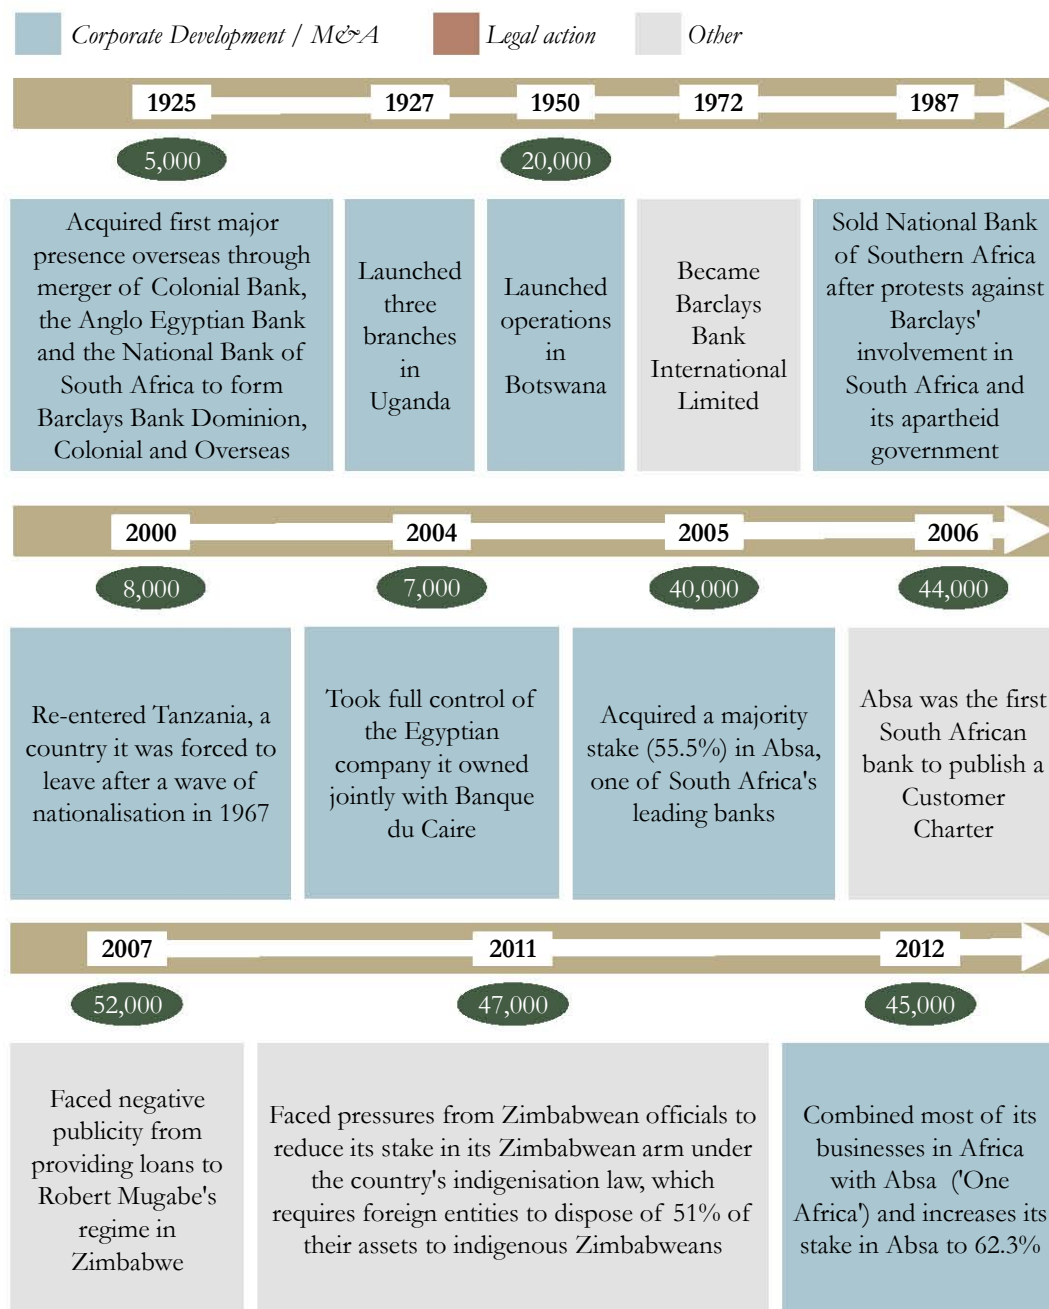 Corporate Development / M&A
Legal action
Other
1925
1927
1950
1972
1987
5,000
20,000
Acquired first major
presence overseas through
merger of Colonial Bank,
the Anglo Egyptian Bank
and the National Bank of
South Africa to form
Barclays Bank Dominion,
Colonial and Overseas
Launched
three
branches
in
Uganda
Launched
operations
in
Botswana
Became
Barclays
Bank
International
Limited
Sold National Bank
of Southern Africa
after protests against
Barclays'
involvement in
South Africa and
its apartheid
government
2000
2004
2005
2006
8,000
7,000
40,000
44,000
Re-entered Tanzania, a
country it was forced to
leave after a wave of
nationalisation in 1967
Took full control of
the Egyptian
company it owned
jointly with Banque
du Caire
Acquired a majority
stake (55.5%) in Absa,
one of South Africa's
leading banks
Absa was the first
South African
bank to publish a
Customer
Charter
2007
2011
2012
52,000
47,000
45,000
Faced negative
publicity from
providing loans to
Robert Mugabe's
regime in
Zimbabwe
Faced pressures from Zimbabwean officials to
reduce its stake in its Zimbabwean arm under
the country's indigenisation law, which
requires foreign entities to dispose of 51% of
their assets to indigenous Zimbabweans
Combined most of its
businesses in Africa
with Absa ('One
Africa') and increases its
stake in Absa to 62.3%